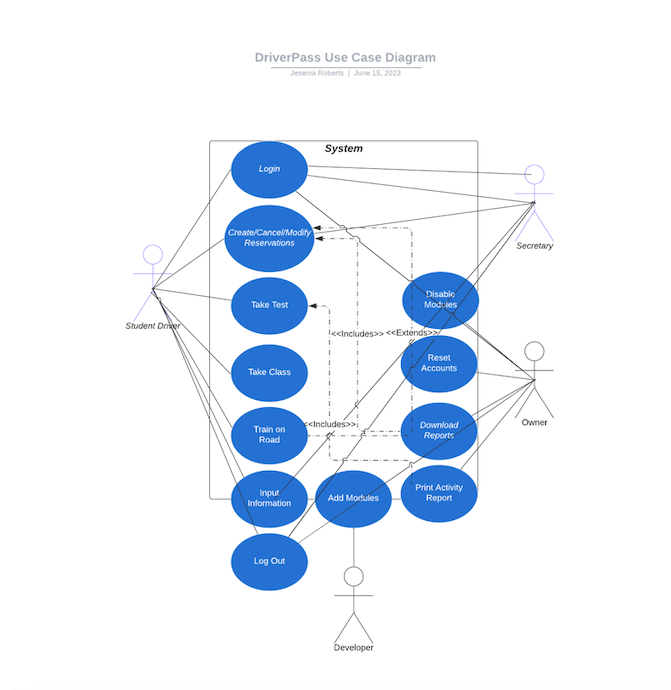 DriverPass Use Case Diagram
Jesenia Roberts | June 15, 2023
System
Login
Secretary
Create/Cancel/Modify
Reservations
Student Driver
Take Test
Disable
Modules
<<Includes>>
<<Extends>>
Reset
Accounts
Take Class
Owner
Train on
Road
<<Includes>>
Download
Reports
Input
Information
Add Modules
Print Activity
Report
Log Out
Developer